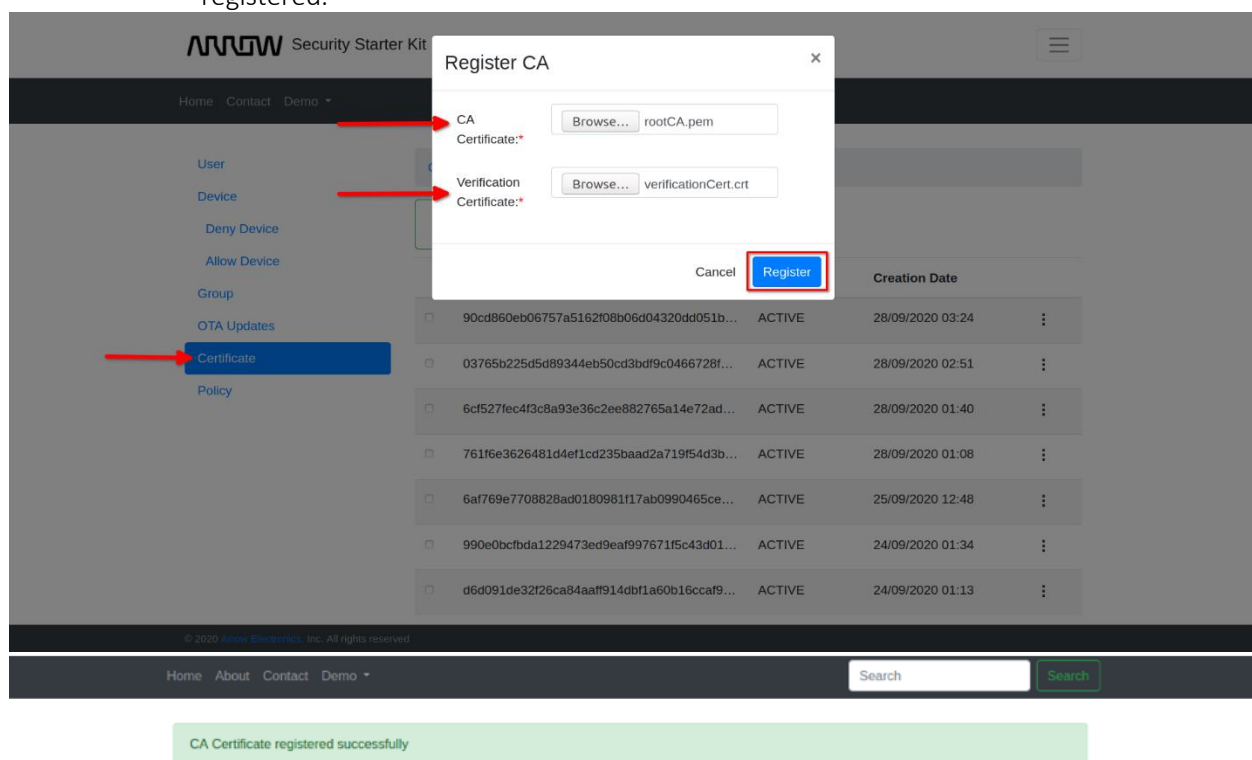 registered.
ARROW Security Starter Kit
Register CA ×
Home Contact Demo
CA Certificate:* Browse... rootCA.pem
Verification Certificate:* Browse... verificationCert.crt
Cancel Register
User
Device
Deny Device
Allow Device
Group
OTA Updates
Certificate
Policy
Creation Date
90cd860eb06757a5162f08b06d04320dd051b... ACTIVE 28/09/2020 03:24
03765b225d5d89344eb50cd3bdf9c0466728f... ACTIVE 28/09/2020 02:51
6cf527fec4f3c8a93e36c2ee882765a14e72ad... ACTIVE 28/09/2020 01:40
761f6e3626481d4ef1cd235baad2a719f54d3b... ACTIVE 28/09/2020 01:08
6af769e7708828ad0180981f17ab0990465ce... ACTIVE 25/09/2020 12:48
990e0bcfbda1229473ed9eaf997671f5c43d01... ACTIVE 24/09/2020 01:34
d6d091de32f26ca84aaff914dbf1a60b16ccaf9... ACTIVE 24/09/2020 01:13
© 2020 Arrow Electronics, Inc. All rights reserved
Home About Contact Demo Search Search
CA Certificate registered successfully